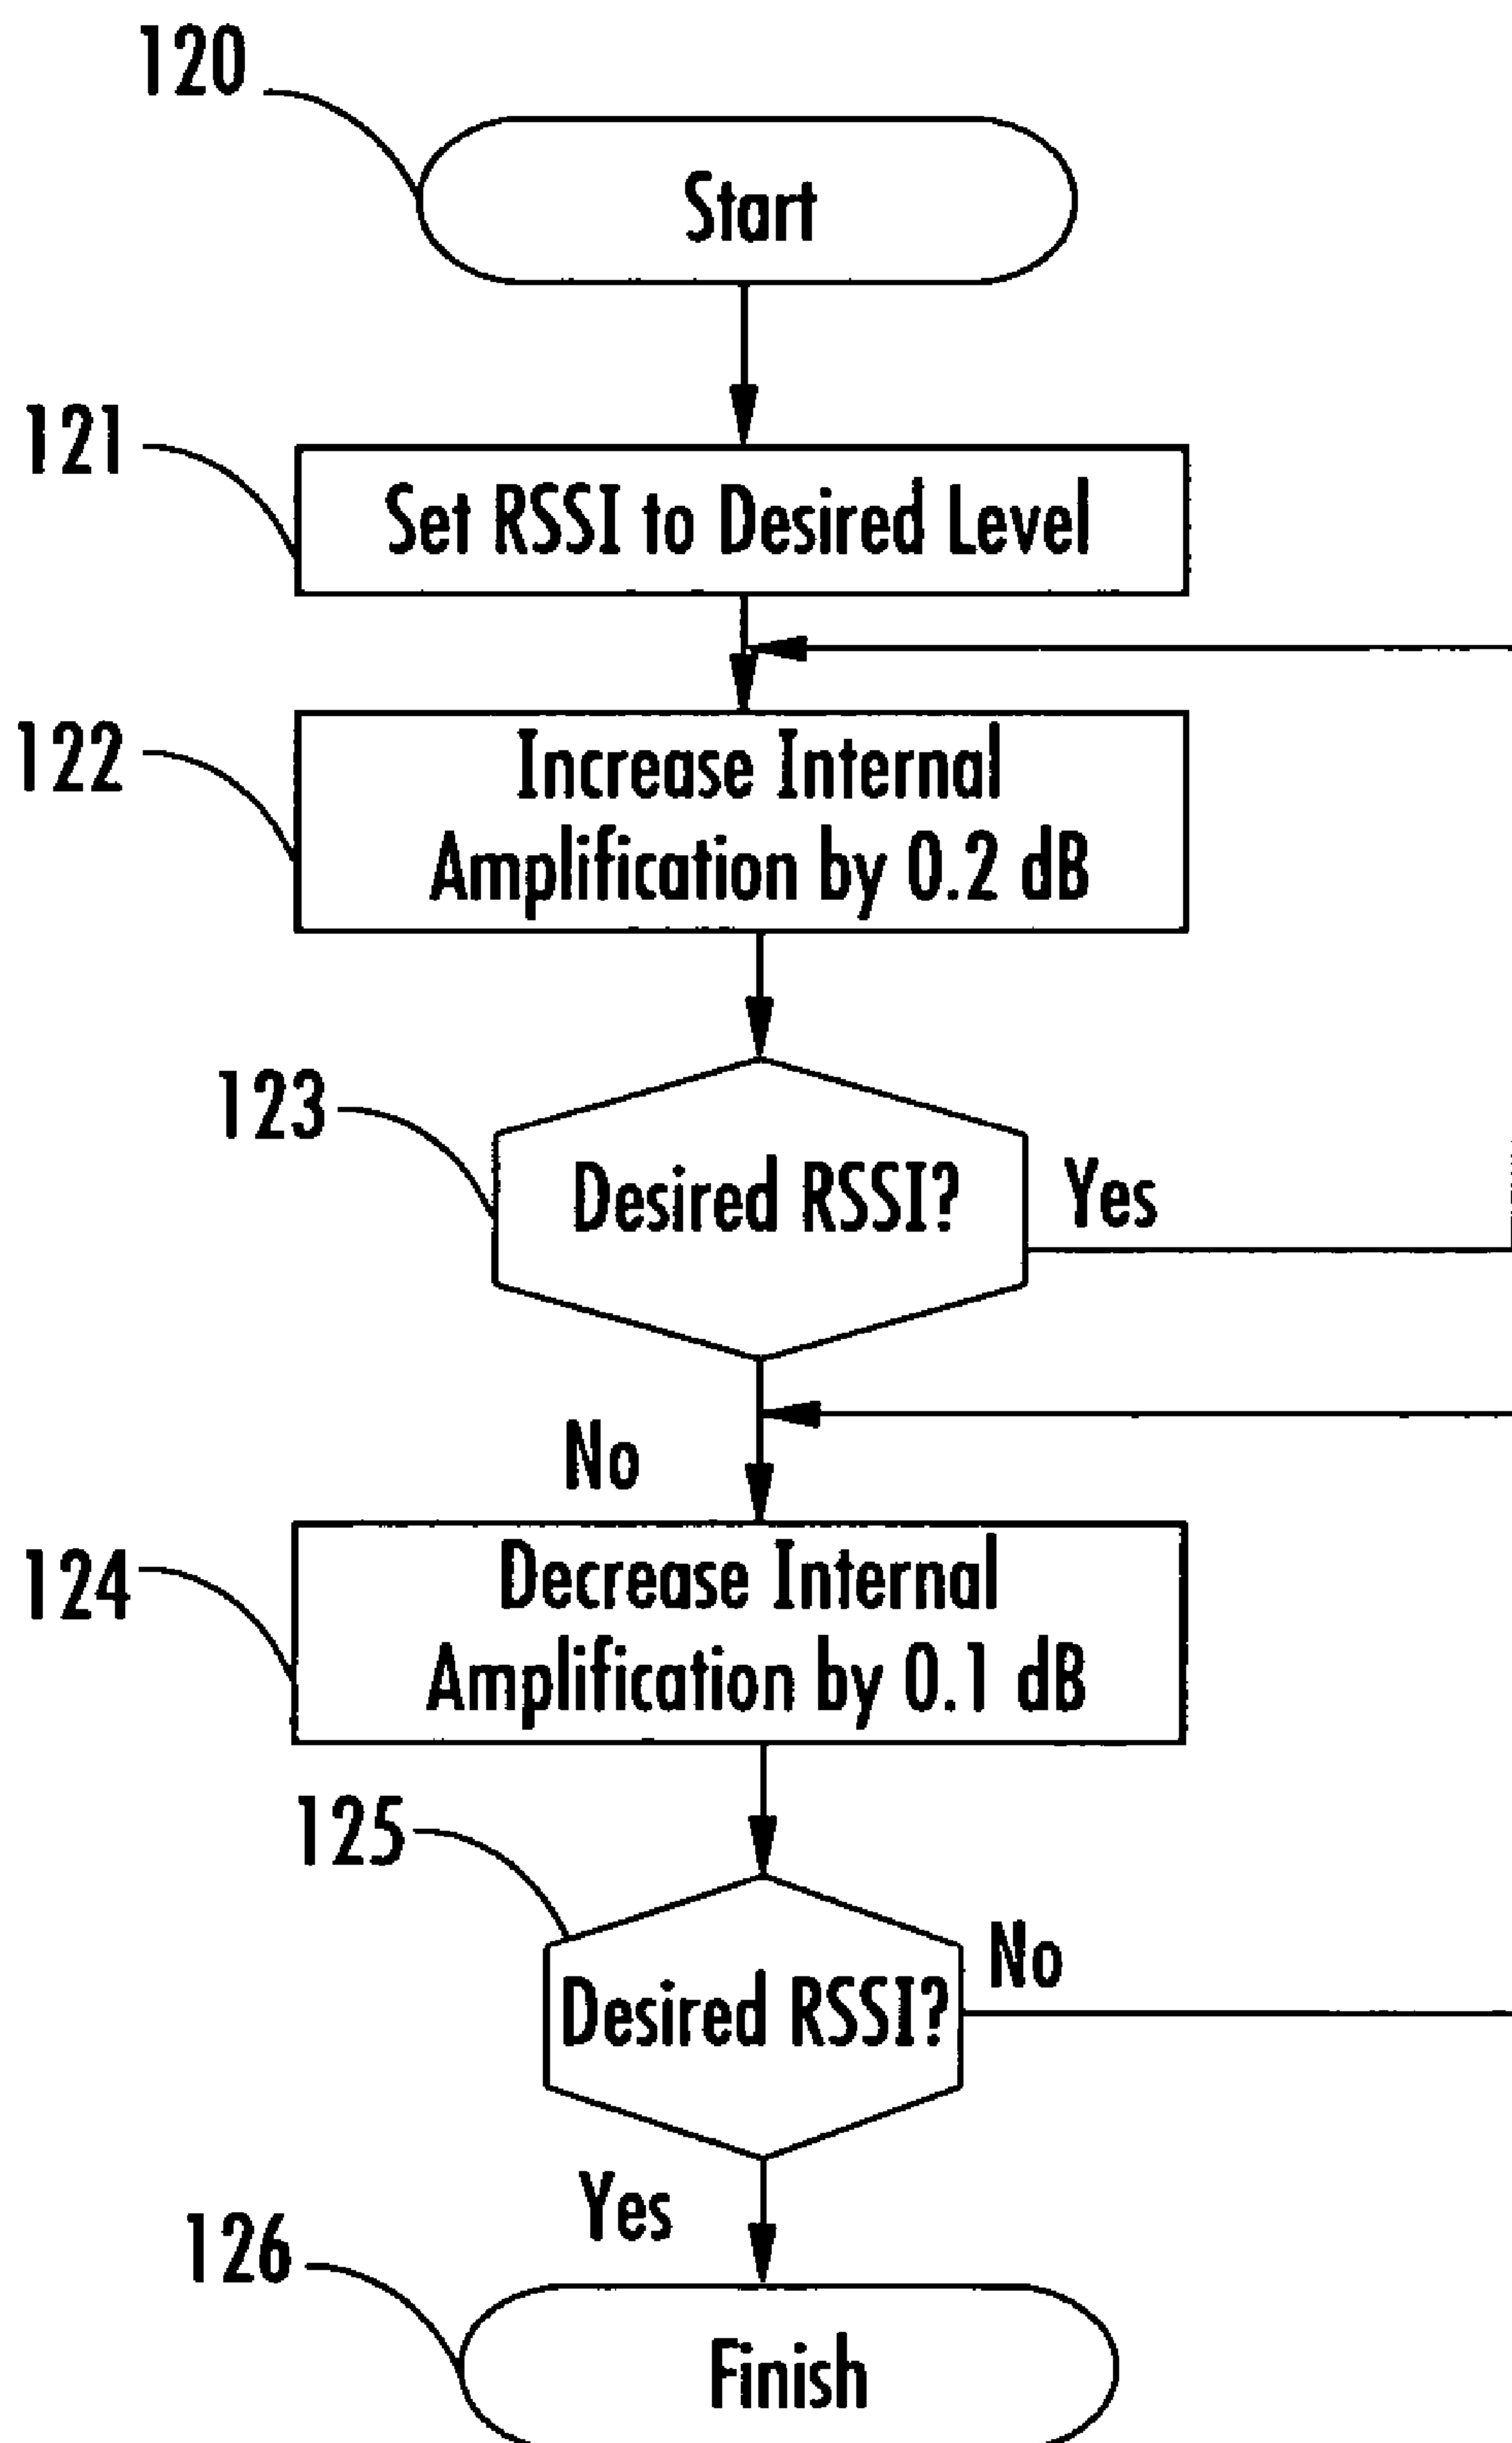 120
Start
121
Set RSSI to Desired Level
122
Increase Internal
Amplification by 0.2 dB
123
Desired RSSI?
Yes
No
124
Decrease Internal
Amplification by 0.1 dB
125
Desired RSSI?
No
Yes
126
Finish